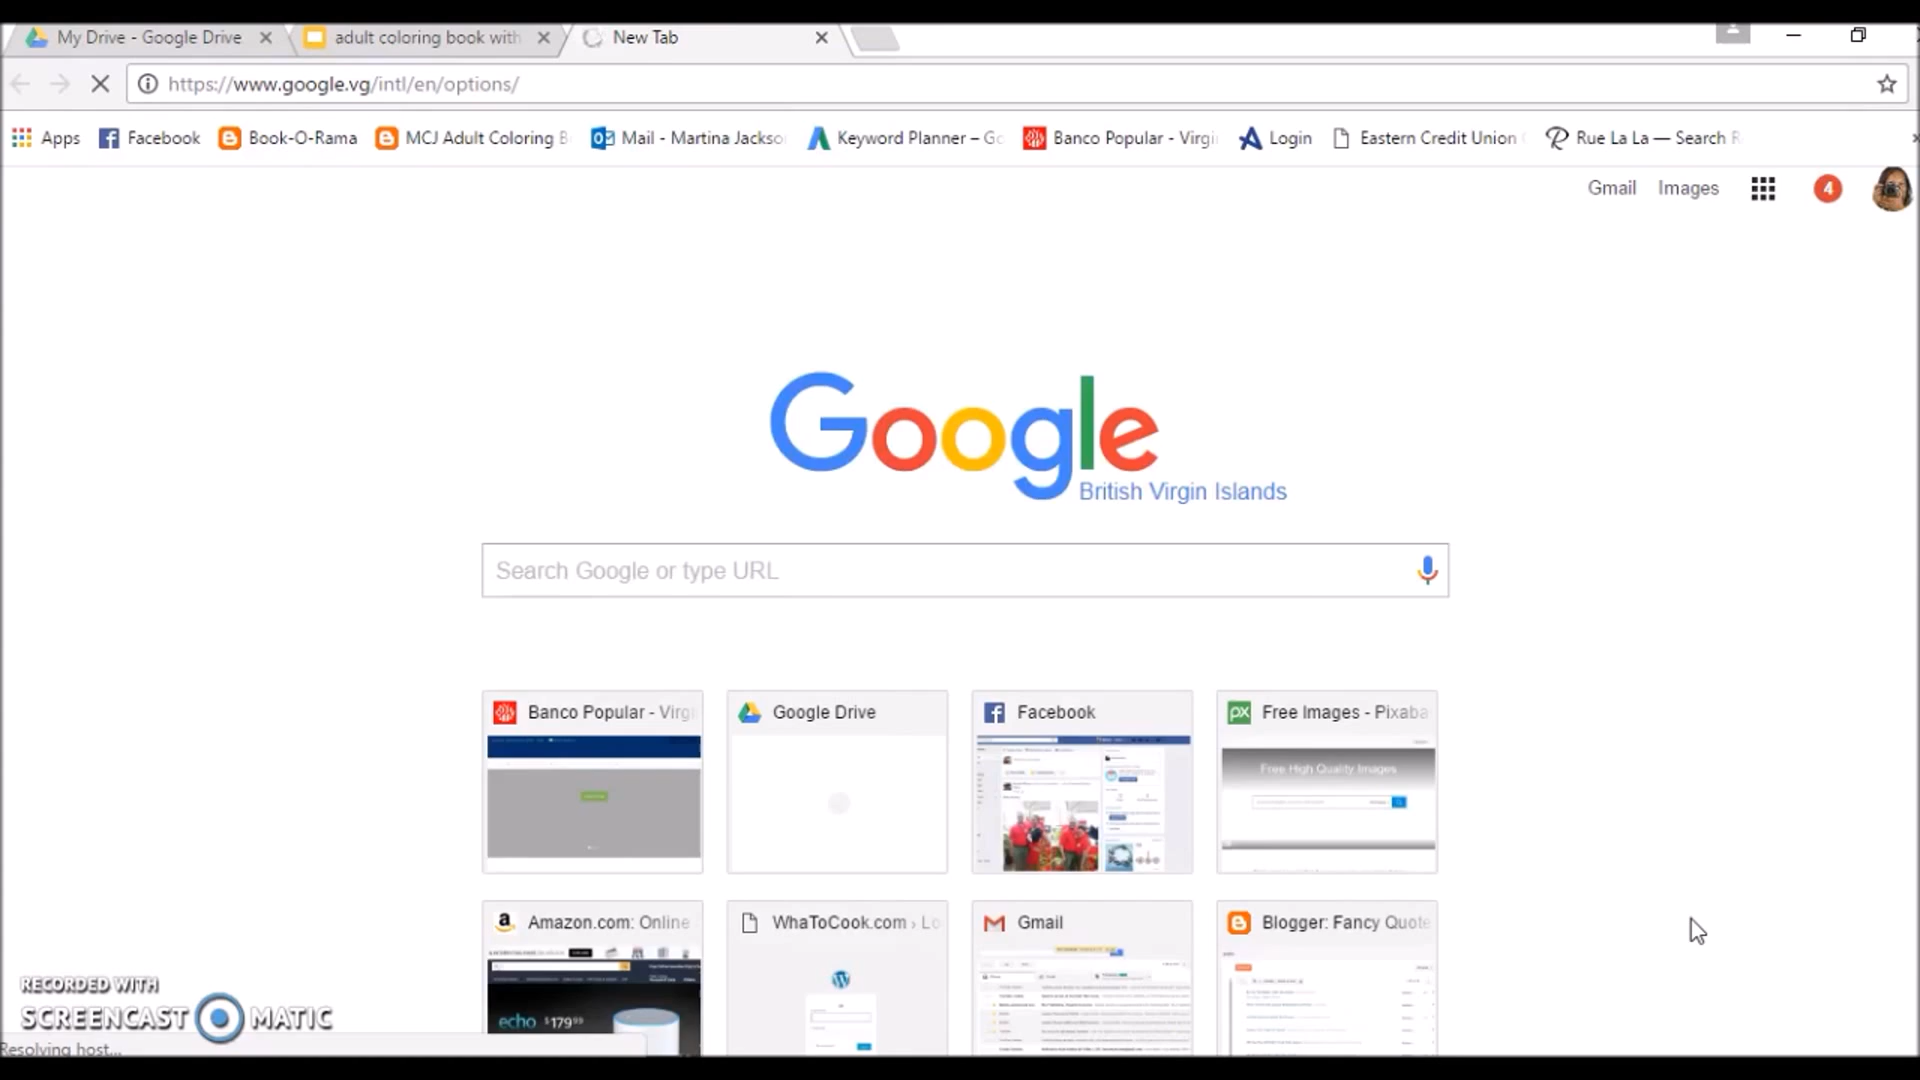 My Drive - Google Drive
adult coloring book with
New Tab
https://www.google.vg/intl/en/options/
Apps
Facebook
Book-O-Rama
MCJ Adult Coloring B
Mail - Martina Jackso
Keyword Planner – Go
Banco Popular - Virgi
Login
Eastern Credit Union
Rue La La — Search R
Gmail
Images
4
Google
British Virgin Islands
Search Google or type URL
Banco Popular - Virgi
Google Drive
Facebook
px
Free Images - Pixaba
Free High Quality Images
Amazon.com: Online
WhaToCook.com › Lo
Gmail
Blogger: Fancy Quote
echo $179.99
RECORDED WITH
SCREENCAST MATIC
Resolving host...